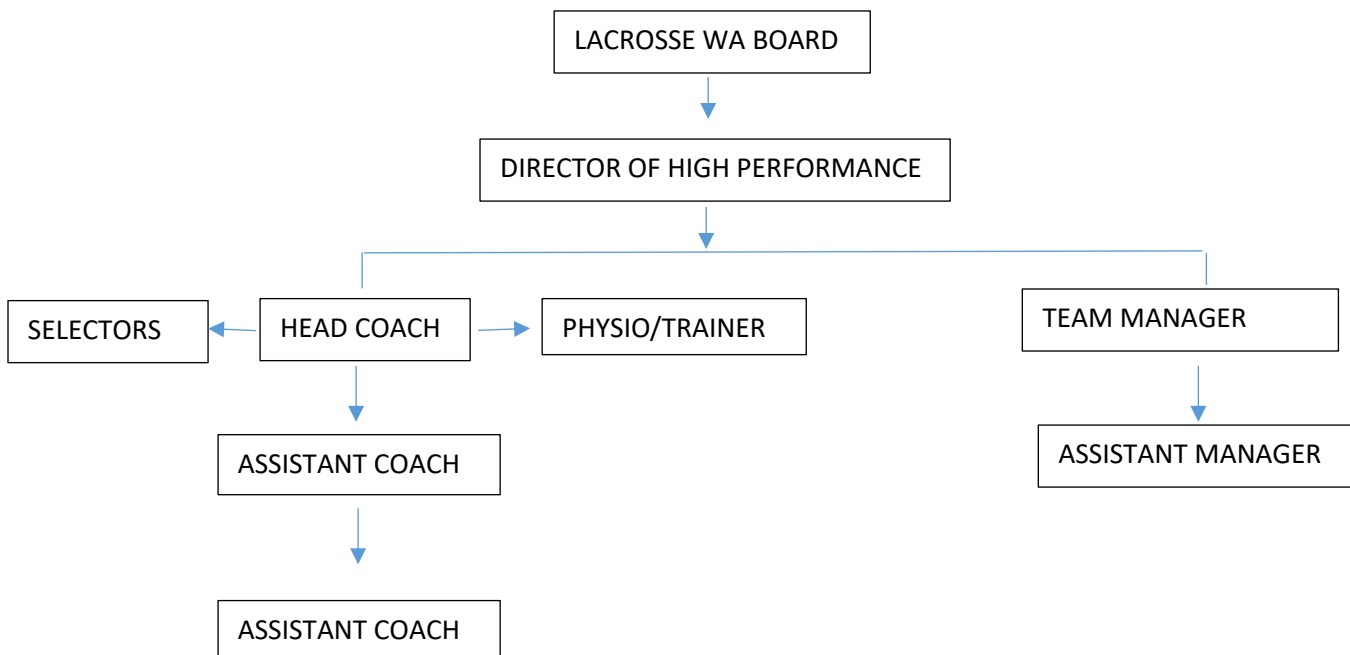 LACROSSE WA BOARD
DIRECTOR OF HIGH PERFORMANCE
SELECTORS
HEAD COACH
PHYSIO/TRAINER
TEAM MANAGER
ASSISTANT COACH
ASSISTANT MANAGER
ASSISTANT COACH